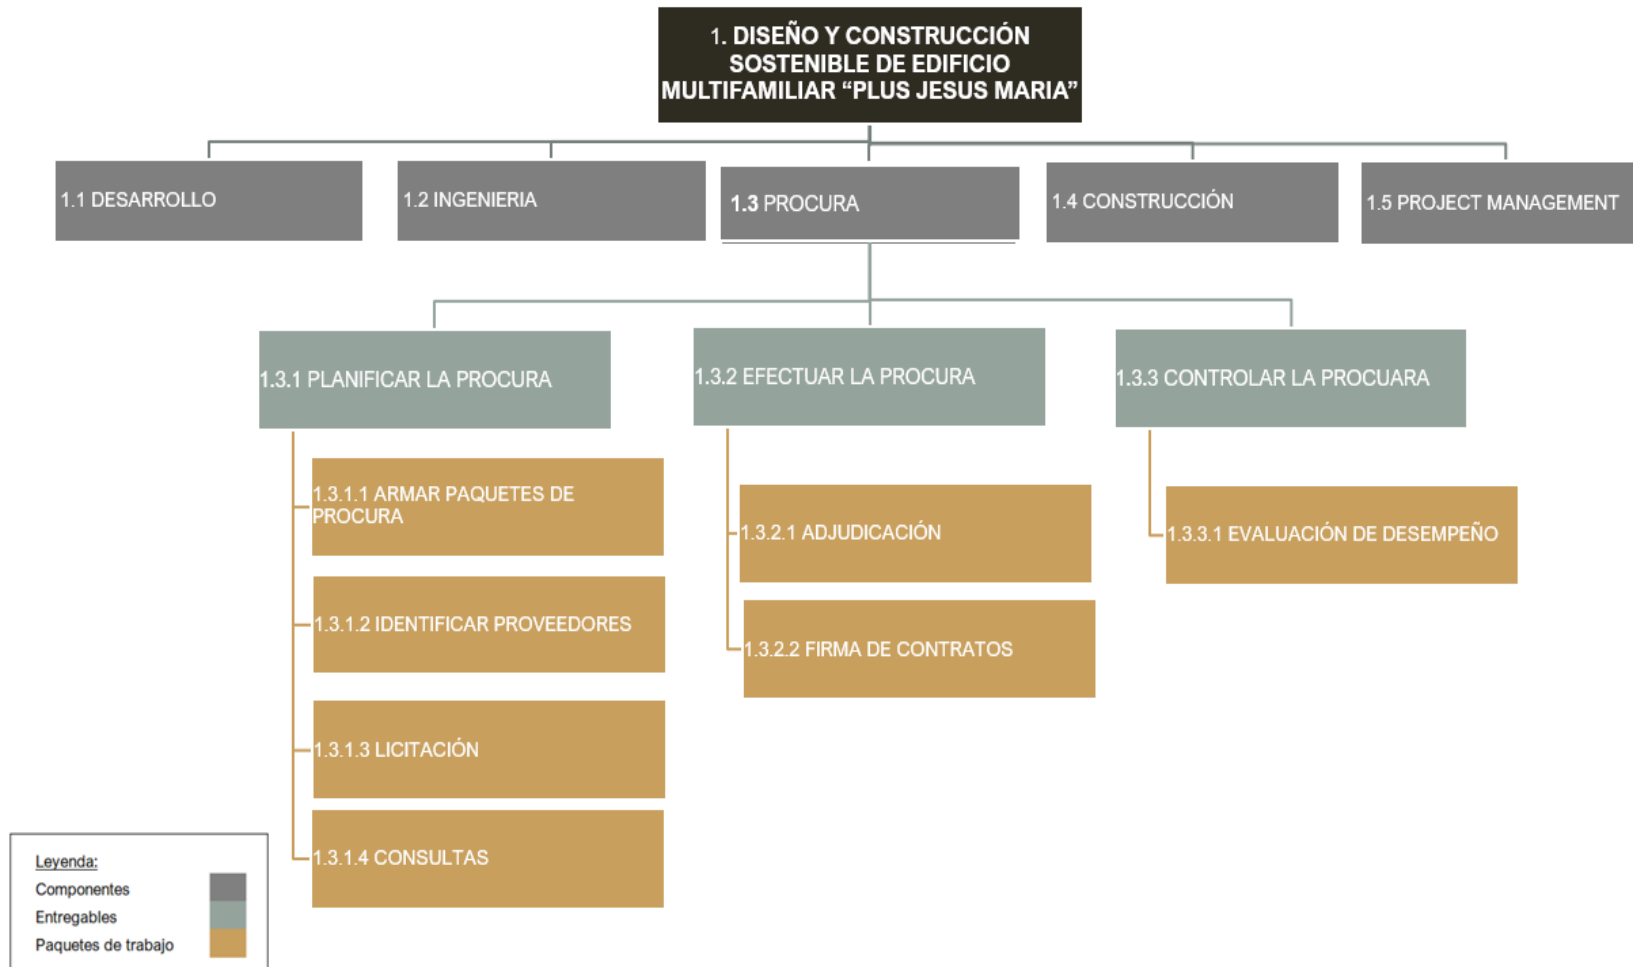 1. DISEÑO Y CONSTRUCCIÓN
SOSTENIBLE DE EDIFICIO
MULTIFAMILIAR “PLUS JESUS MARIA”
1.1 DESARROLLO
1.2 INGENIERIA
1.3 PROCURA
1.4 CONSTRUCCIÓN
1.5 PROJECT MANAGEMENT
1.3.1 PLANIFICAR LA PROCURA
1.3.2 EFECTUAR LA PROCURA
1.3.3 CONTROLAR LA PROCUARA
1.3.1.1 ARMAR PAQUETES DE
PROCURA
1.3.1.2 IDENTIFICAR PROVEEDORES
1.3.1.3 LICITACIÓN
1.3.1.4 CONSULTAS
1.3.2.1 ADJUDICACIÓN
1.3.2.2 FIRMA DE CONTRATOS
1.3.3.1 EVALUACIÓN DE DESEMPEÑO
Leyenda:
Componentes
Entregables
Paquetes de trabajo